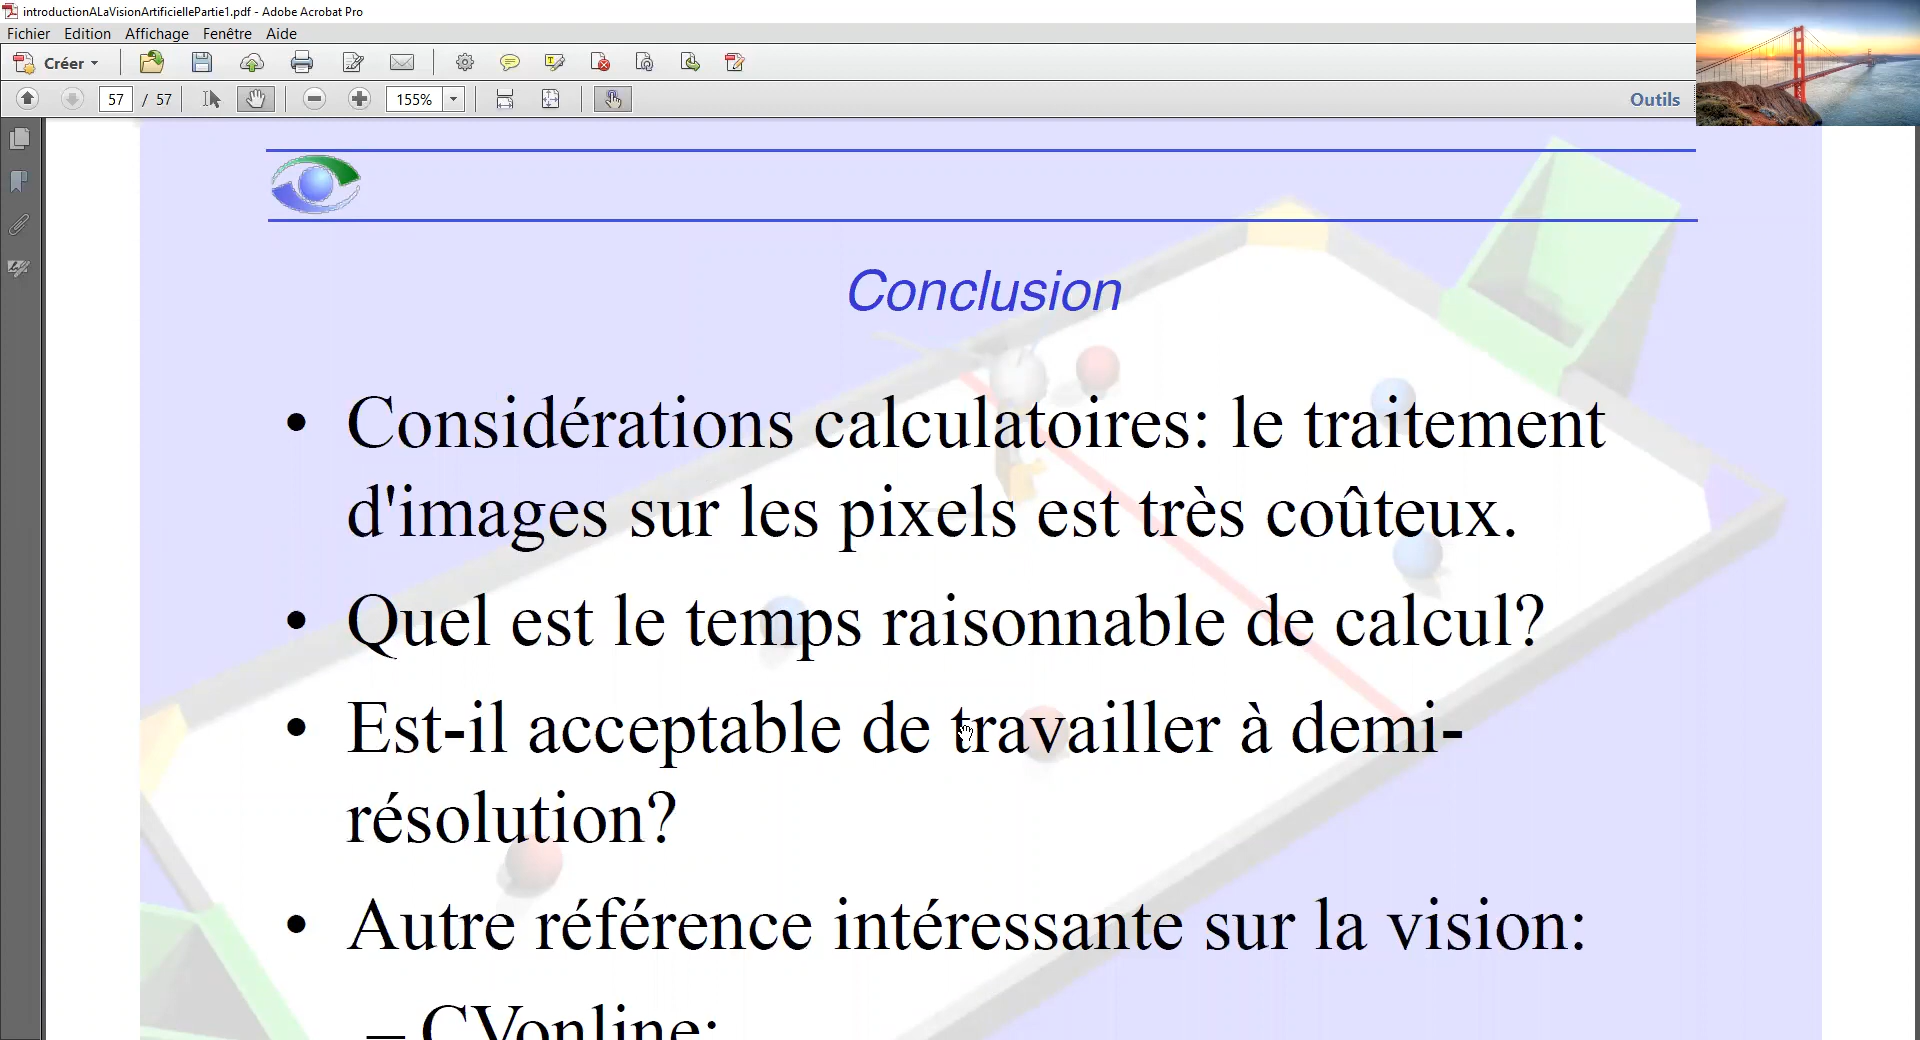 introductionALaVisionArtificiellePartie1.pdf - Adobe Acrobat Pro
Fichier Edition Affichage Fenêtre Aide
Créer
57 / 57 155% Outils
Conclusion
• Considérations calculatoires: le traitement
d'images sur les pixels est très coûteux.
• Quel est le temps raisonnable de calcul?
• Est-il acceptable de travailler à demi-
résolution?
• Autre référence intéressante sur la vision:
– CVonline: